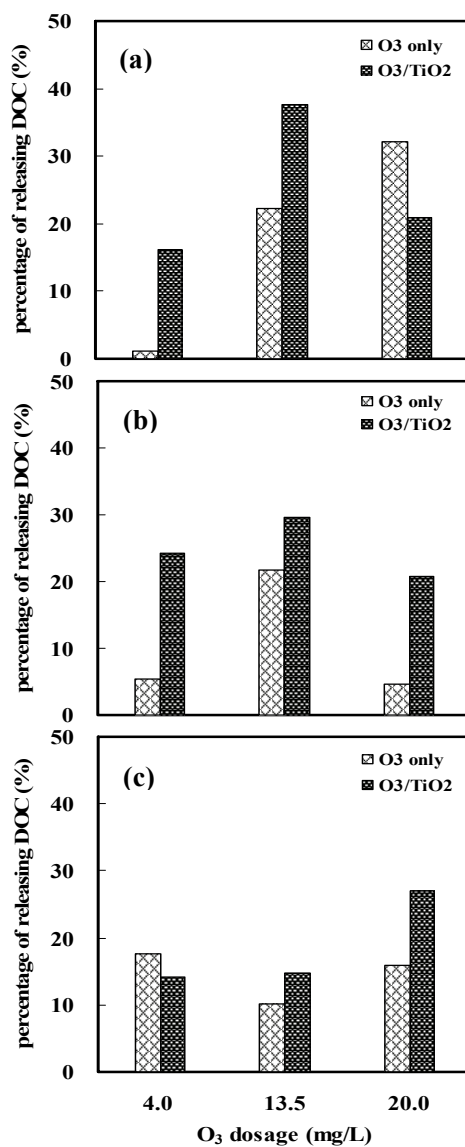 50
40
30
20
10
0
percentage of releasing DOC (%)
(a)
O3 only
O3/TiO2
50
40
30
20
10
0
percentage of releasing DOC (%)
(b)
O3 only
O3/TiO2
50
40
30
20
10
0
percentage of releasing DOC (%)
(c)
O3 only
O3/TiO2
4.0 13.5 20.0
O₃ dosage (mg/L)